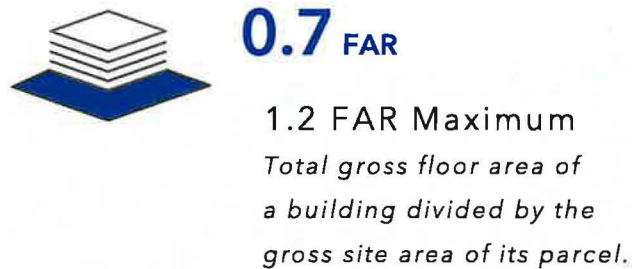 0.7 FAR
1.2 FAR Maximum
Total gross floor area of
a building divided by the
gross site area of its parcel.